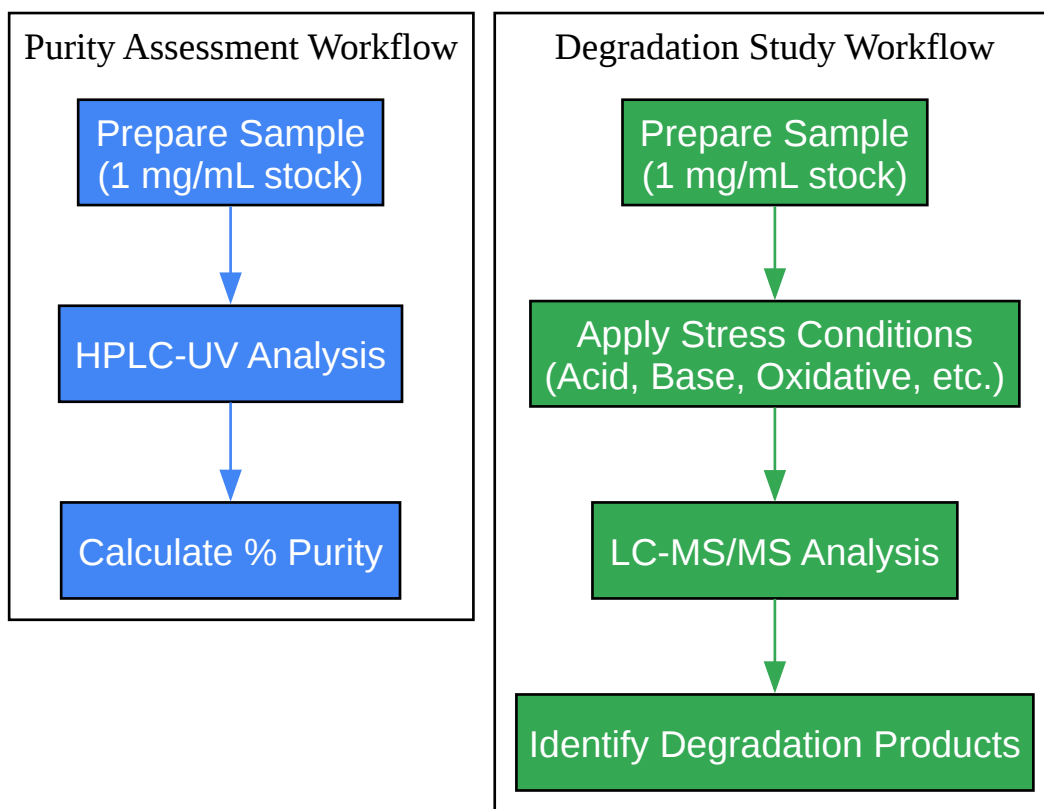 Purity Assessment Workflow
Prepare Sample
(1 mg/mL stock)
HPLC-UV Analysis
Calculate % Purity
Degradation Study Workflow
Prepare Sample
(1 mg/mL stock)
Apply Stress Conditions
(Acid, Base, Oxidative, etc.)
LC-MS/MS Analysis
Identify Degradation Products